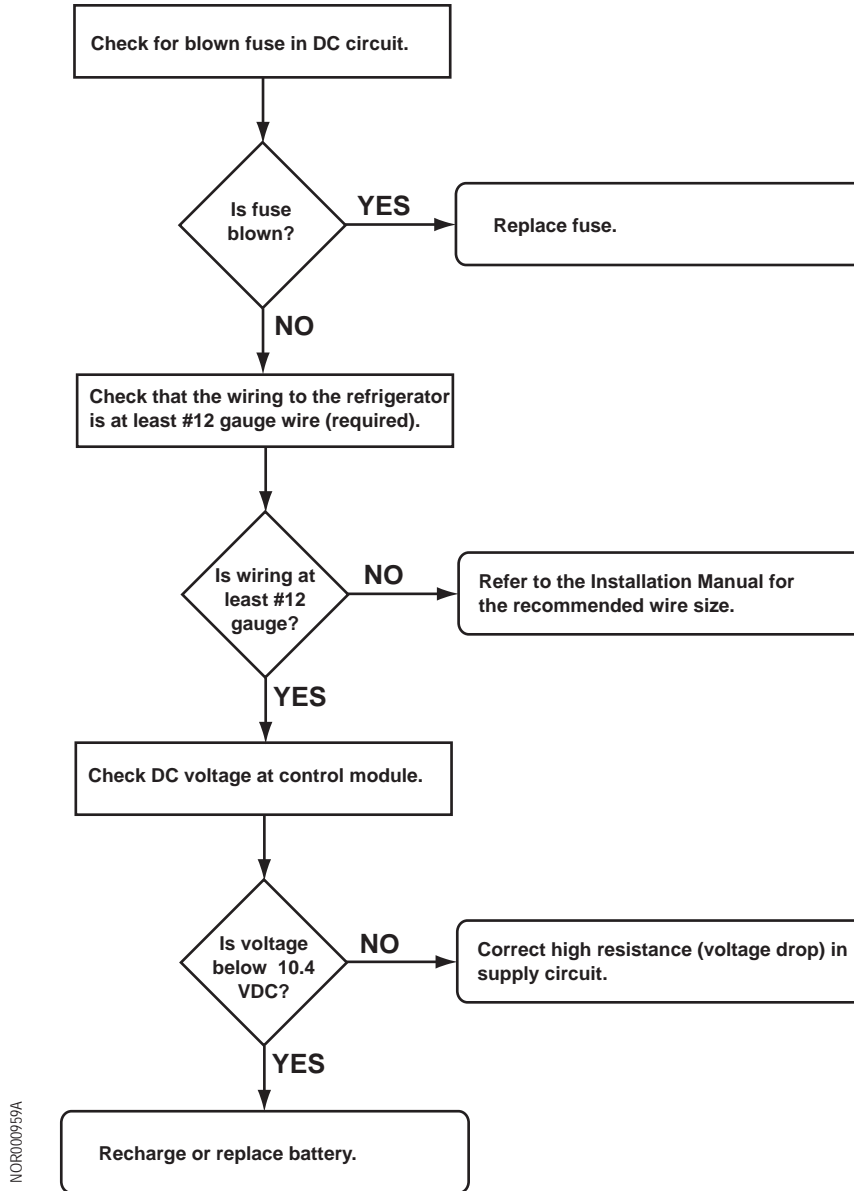 Check for blown fuse in DC circuit.
Is fuse
blown?
YES
Replace fuse.
NO
Check that the wiring to the refrigerator
is at least #12 gauge wire (required).
Is wiring at
least #12
gauge?
NO
Refer to the Installation Manual for
the recommended wire size.
YES
Check DC voltage at control module.
Is voltage
below 10.4
VDC?
NO
Correct high resistance (voltage drop) in
supply circuit.
YES
Recharge or replace battery.
NOR000959A